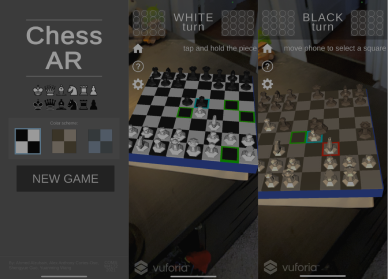 Chess
AR
NEW GAME
WHITE
turn
tap and hold the piece
vuforia
BLACK
turn
move phone to select a square
vuforia